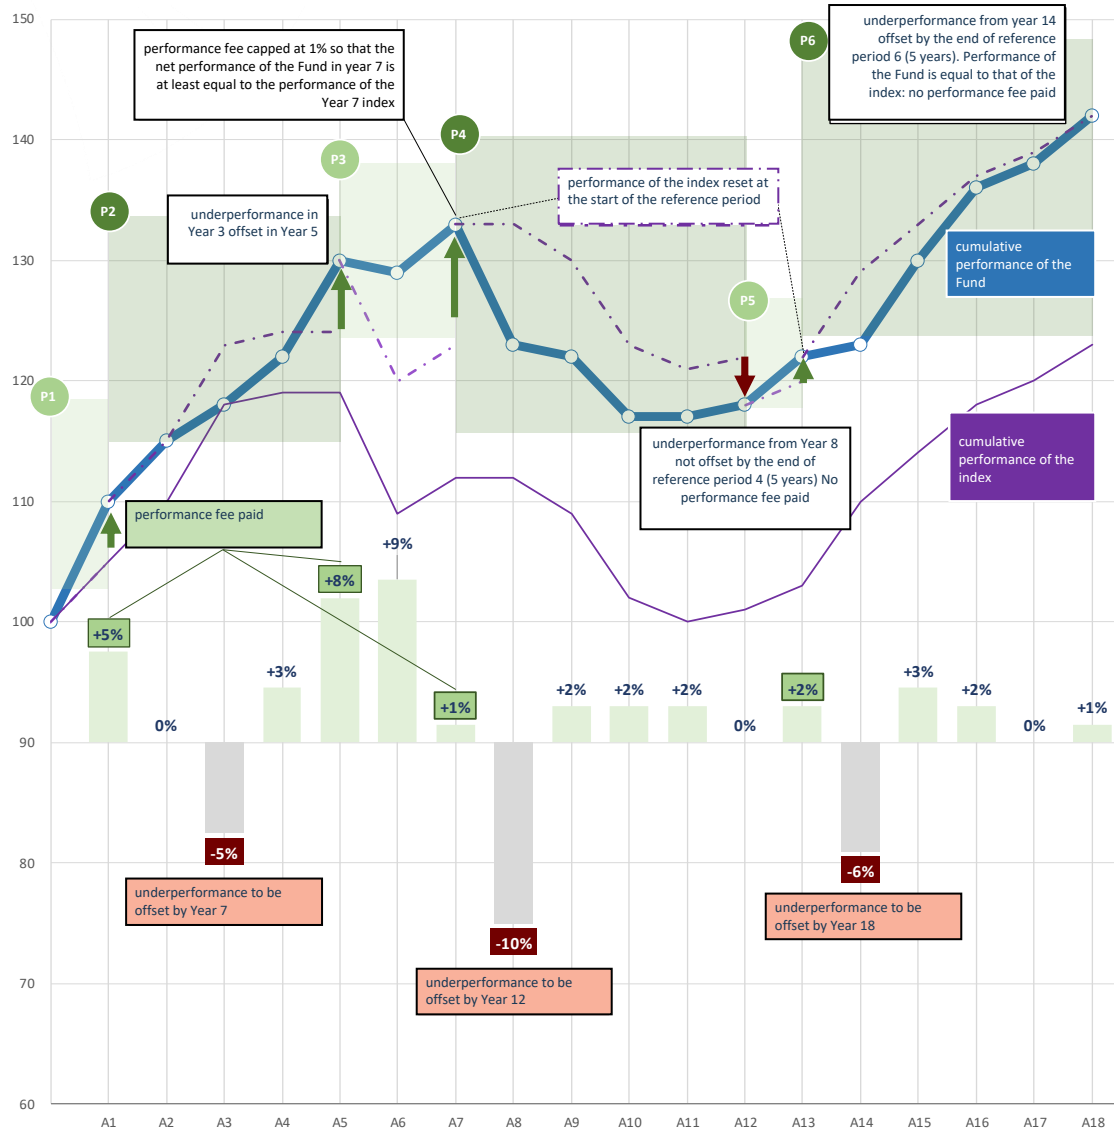 150
underperformance from year 14
offset by the end of reference
period 6 (5 years). Performance of
the Fund is equal to that of the
index: no performance fee paid
P6
performance fee capped at 1% so that the
net performance of the Fund in year 7 is
at least equal to the performance of the
Year 7 index
140
P4
P3
performance of the index reset at
the start of the reference period
P2
underperformance in
Year 3 offset in Year 5
130
cumulative
performance of the
Fund
P5
120
P1
underperformance from Year 8
not offset by the end of
reference period 4 (5 years) No
performance fee paid
cumulative
performance of the
index
110
performance fee paid
+9%
+8%
100
+5%
0%
+3%
+1%
+2%
+2%
+2%
0%
+2%
+3%
+2%
0%
+1%
90
-5%
80
-6%
underperformance to be
offset by Year 7
underperformance to be
offset by Year 18
-10%
70
underperformance to be
offset by Year 12
60
A1 A2 A3 A4 A5 A6 A7 A8 A9 A10 A11 A12 A13 A14 A15 A16 A17 A18